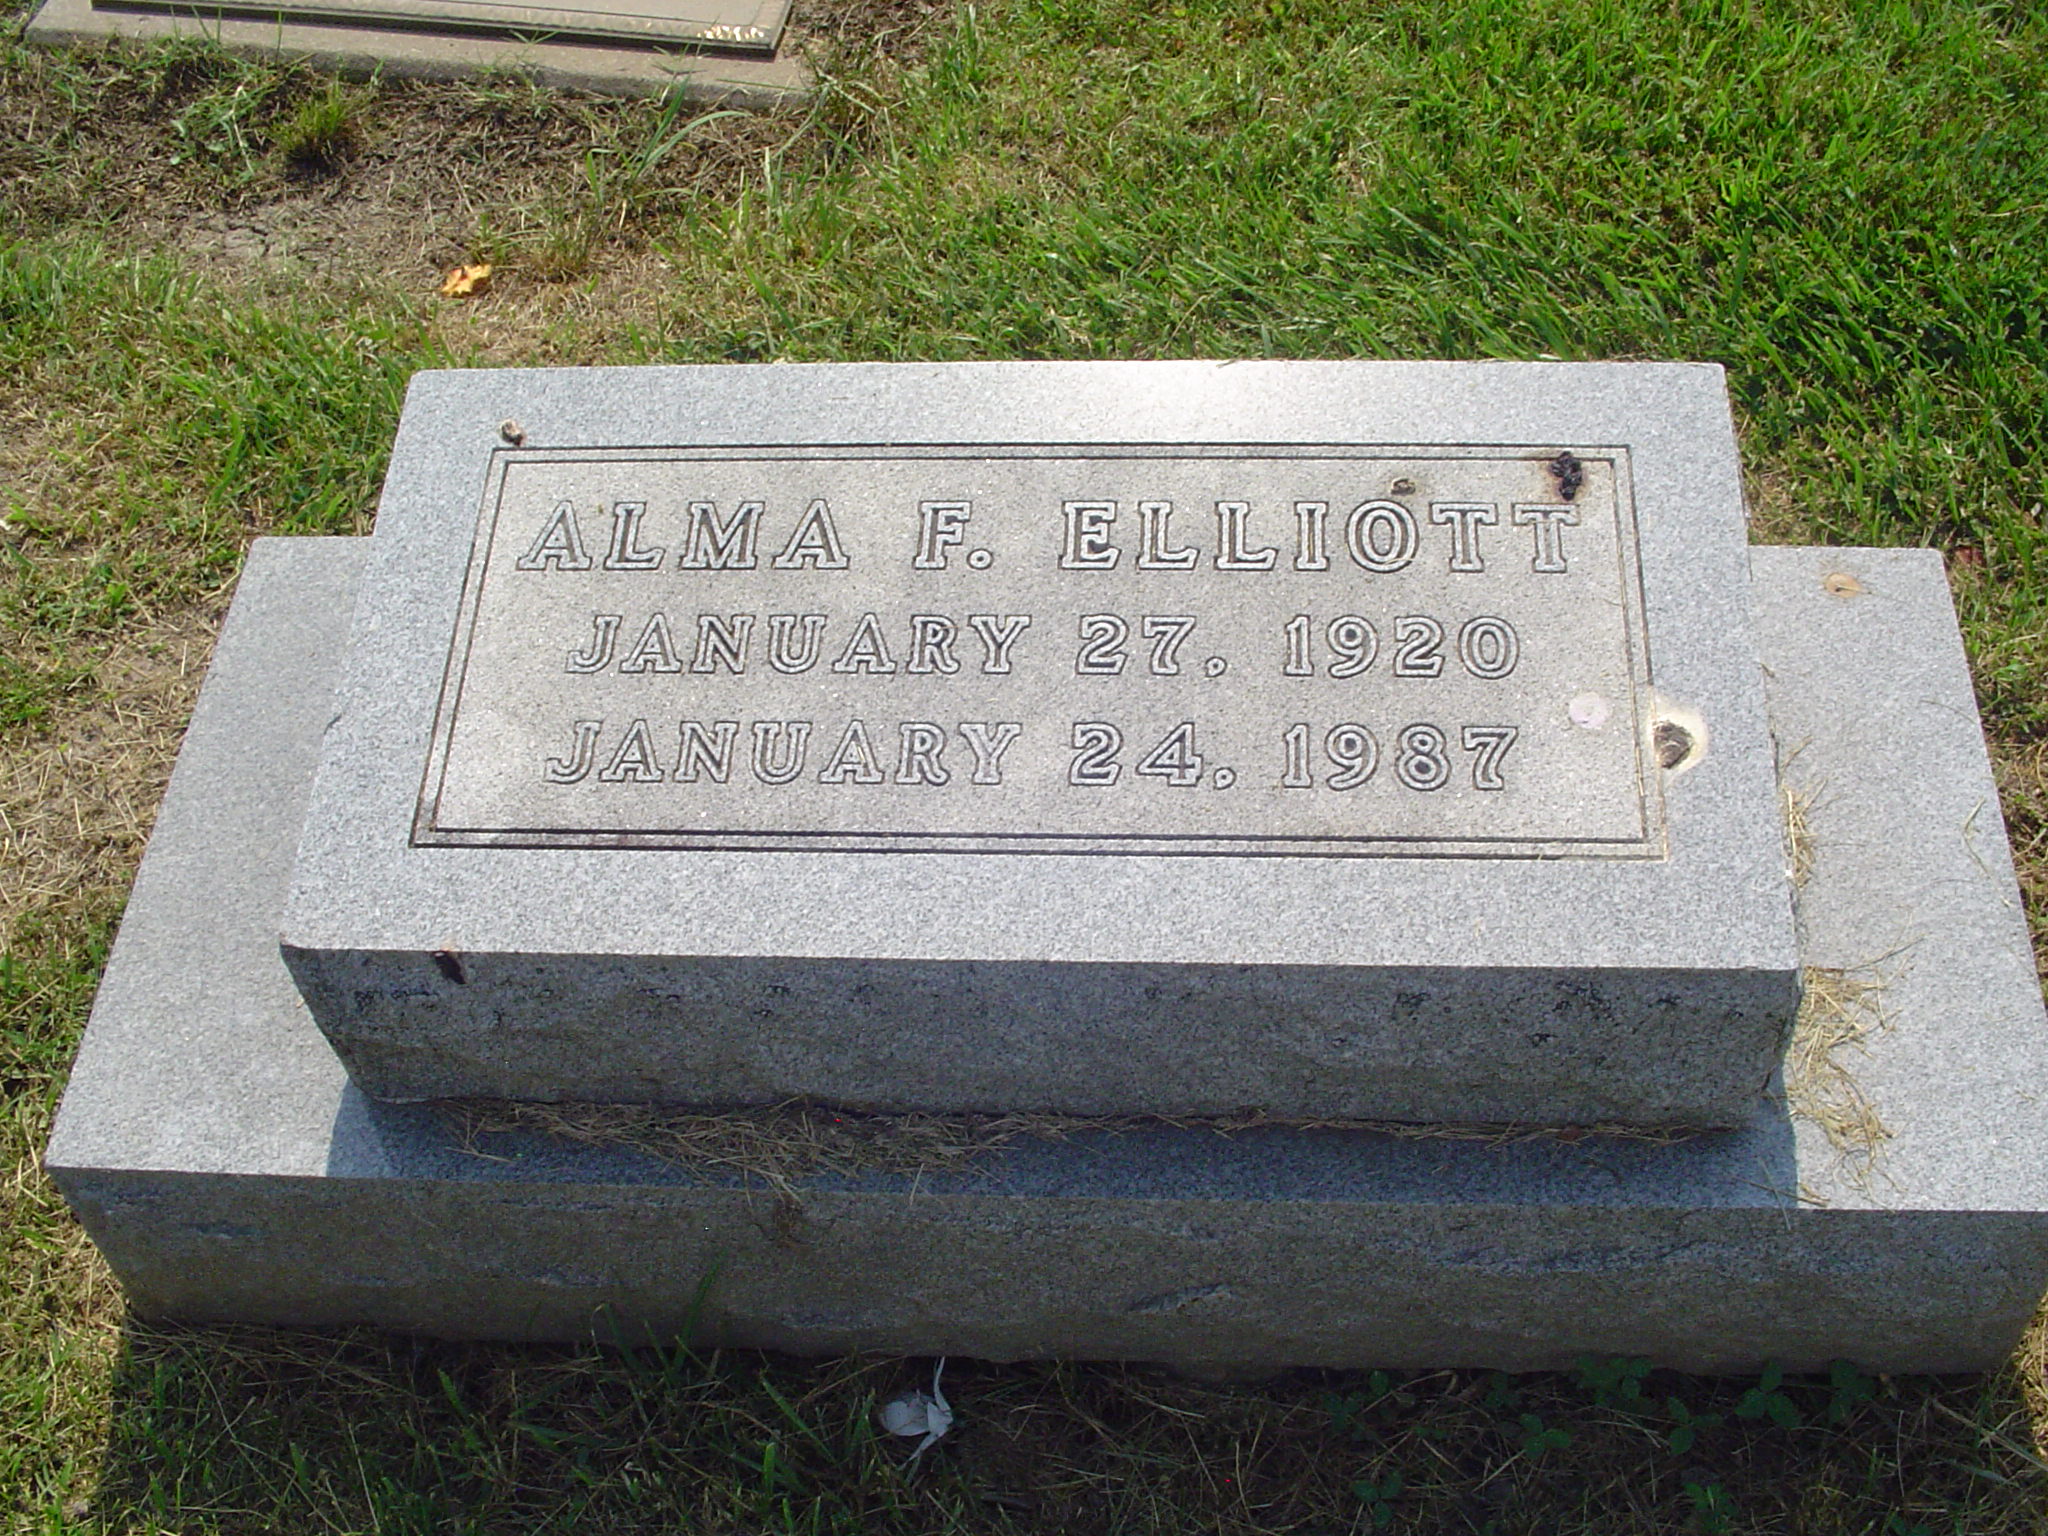 ALMA F. ELLIOTT
JANUARY 27, 1920
JANUARY 24, 1987